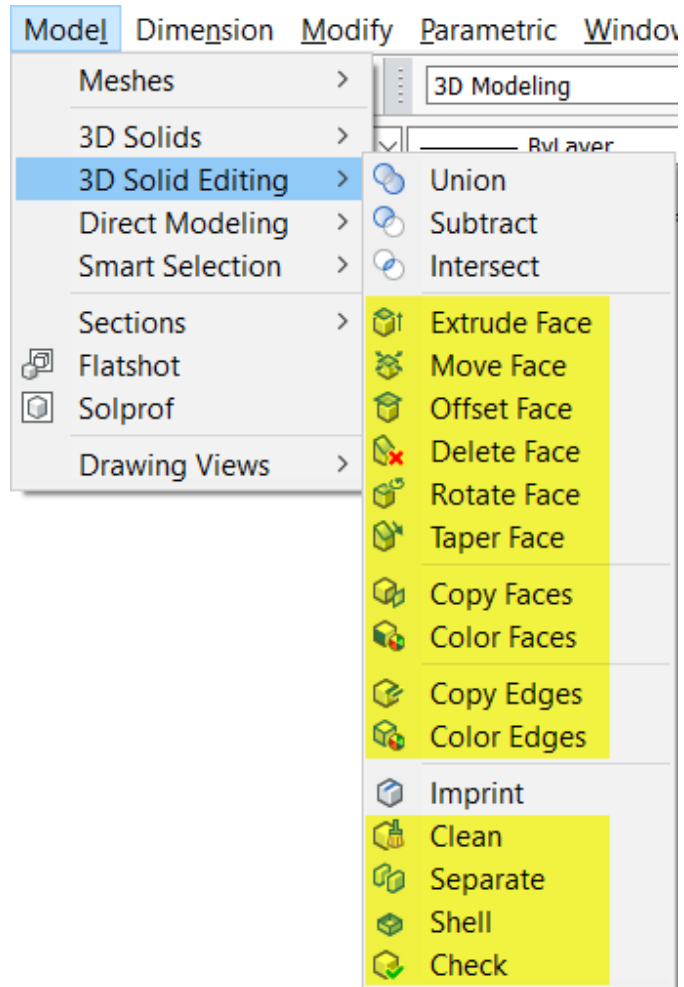 Model Dimension Modify Parametric Window
Meshes
3D Modeling
3D Solids
ByLayer
3D Solid Editing
Direct Modeling
Smart Selection
Sections
Flatshot
Solprof
Drawing Views
Union
Subtract
Intersect
Extrude Face
Move Face
Offset Face
Delete Face
Rotate Face
Taper Face
Copy Faces
Color Faces
Copy Edges
Color Edges
Imprint
Clean
Separate
Shell
Check